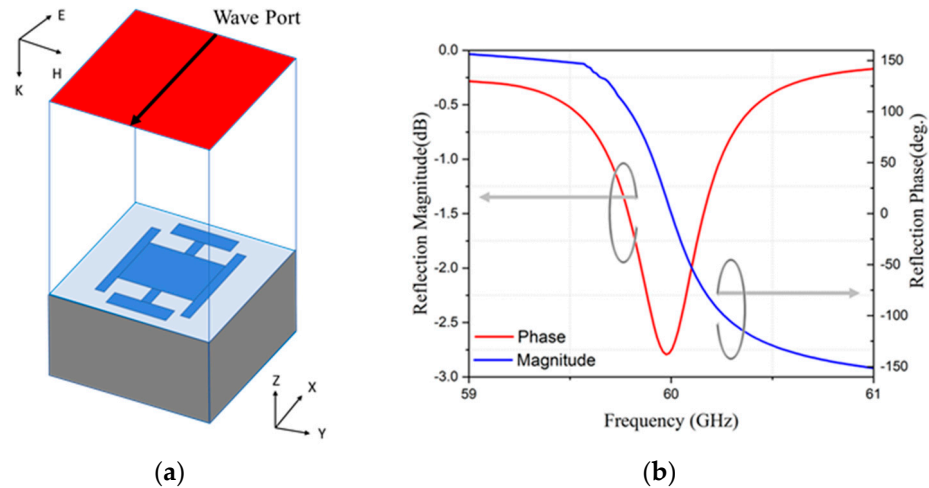 Wave Port
E
H
K
Z
X
Y
(a)
0.0
-0.5
-1.0
-1.5
-2.0
-2.5
-3.0
Reflection Magnitude(dB)
150
100
50
0
-50
-100
-150
Reflection Phase(deg.)
Phase
Magnitude
59
60
61
Frequency (GHz)
(b)